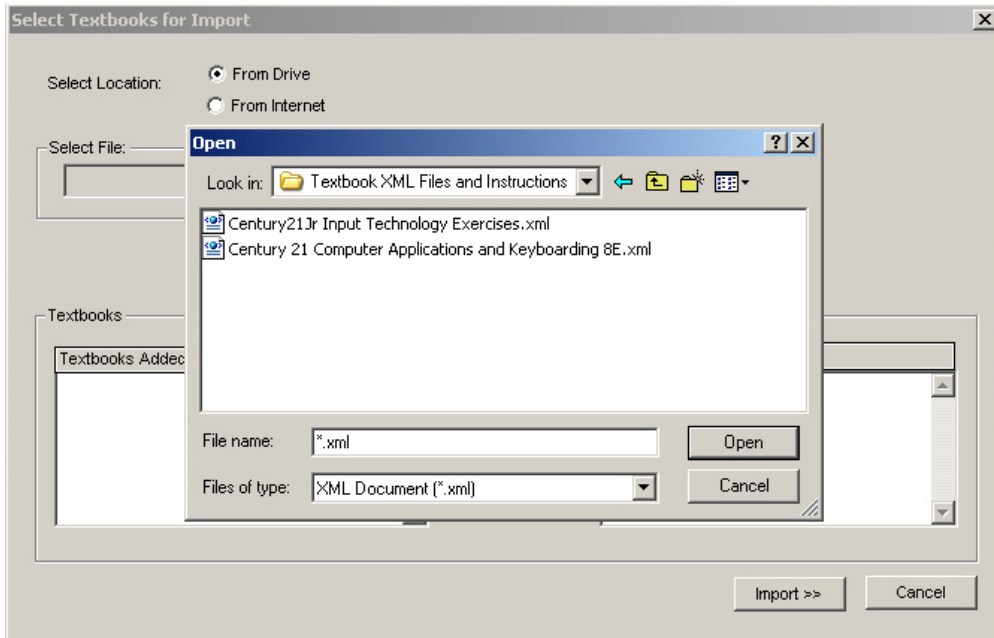 Select Textbooks for Import
Select Location:
From Drive
From Internet
Select File:
Open
Look in: Textbook XML Files and Instructions
Century21Jr Input Technology Exercises.xml
Century 21 Computer Applications and Keyboarding 8E.xml
Textbooks
Textbooks Added
File name: *.xml
Open
Files of type: XML Document (*.xml)
Cancel
Import >>
Cancel